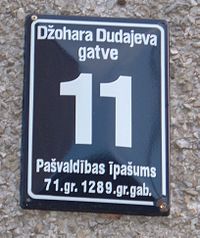 Džohara Dudajeva
gatve
11
Pašvaldības īpašums
71.gr. 1289.gr.gab.